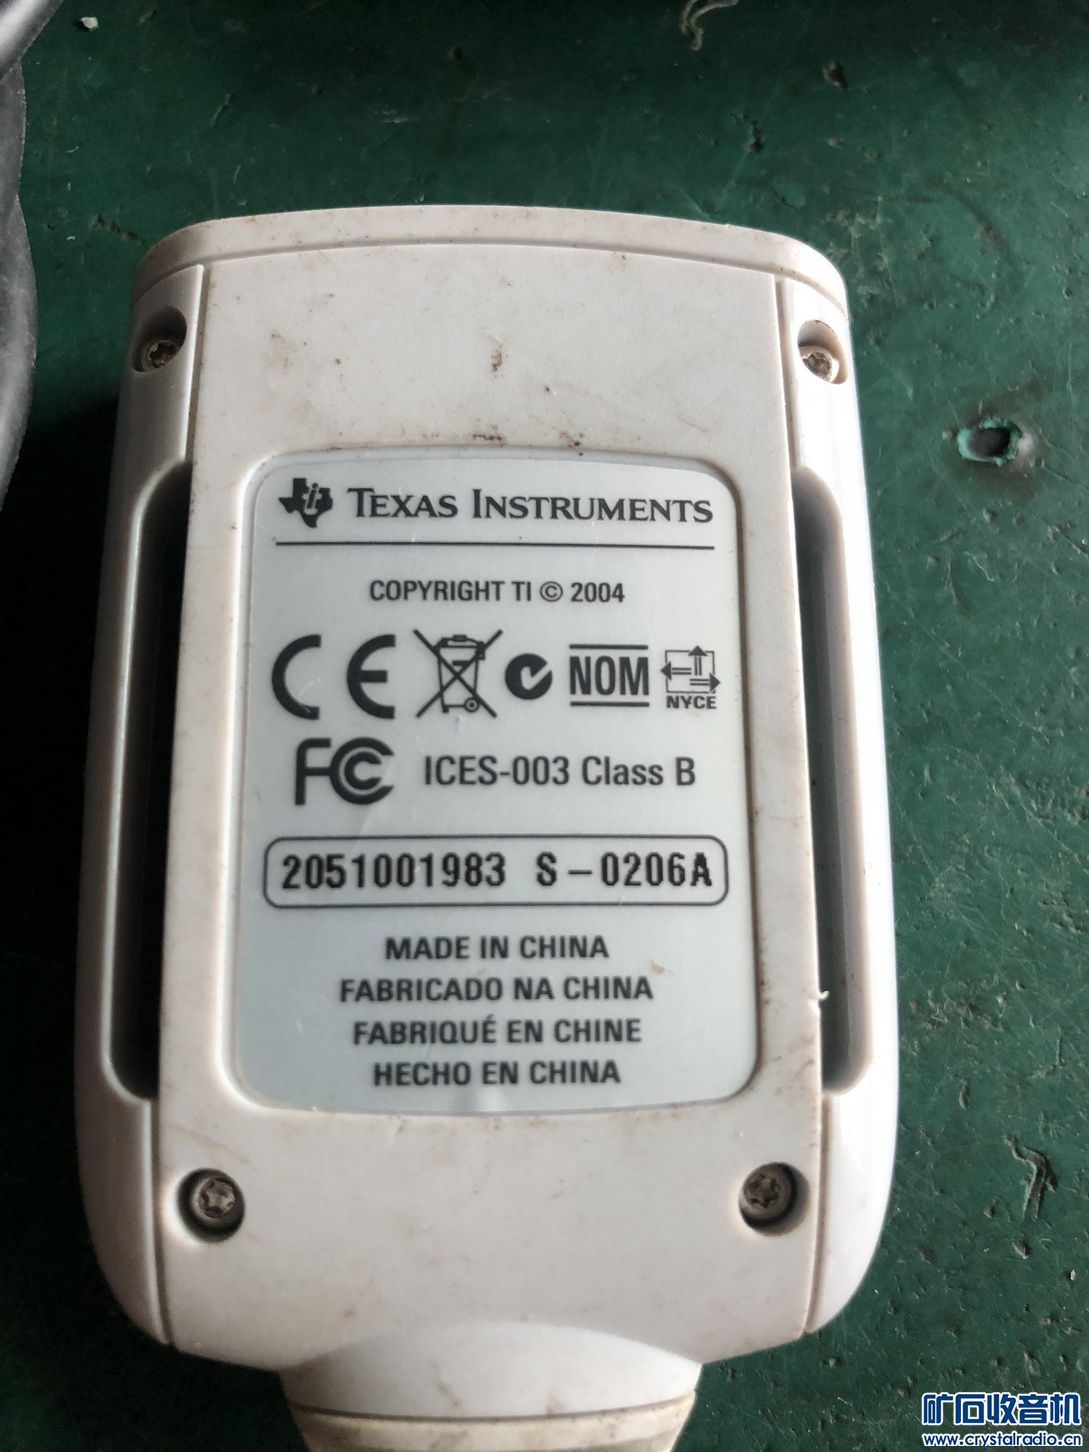 TEXAS INSTRUMENTS
COPYRIGHT TI © 2004
CE NOM NYCE
FC ICES-003 Class B
2051001983 S-0206A
MADE IN CHINA
FABRICADO NA CHINA
FABRIQUÉ EN CHINE
HECHO EN CHINA
矿石收音机
www.crystalradio.cn